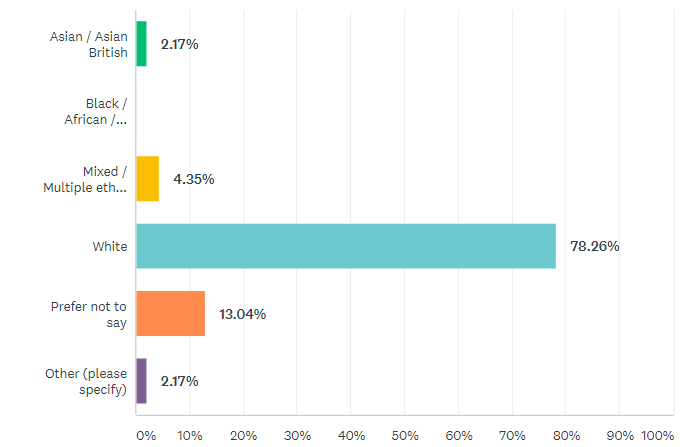 Asian / Asian
British
2.17%
Black /
African /...
Mixed /
Multiple eth...
4.35%
White
78.26%
Prefer not to
say
13.04%
Other (please
specify)
2.17%
0% 10% 20% 30% 40% 50% 60% 70% 80% 90% 100%